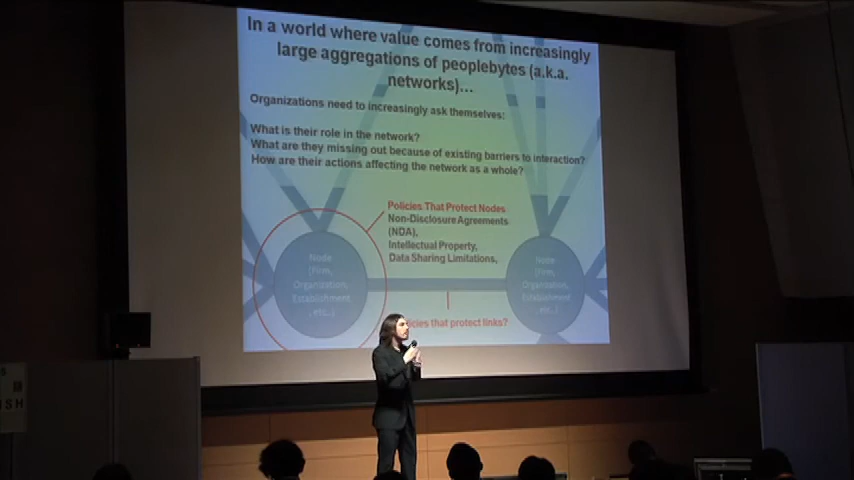 In a world where value comes from increasingly
large aggregations of peoplebytes (a.k.a.
networks)...
Organizations need to increasingly ask themselves:
What is their role in the network?
What are they missing out because of existing barriers to interaction?
How are their actions affecting the network as a whole?
Policies That Protect Nodes
Non-Disclosure Agreements
(NDA),
Intellectual Property,
Data Sharing Limitations,
Node
(Firm,
Organization,
Establishment
, etc..)
Node
(Firm,
Organization,
Establishment
, etc..)
that protect links?